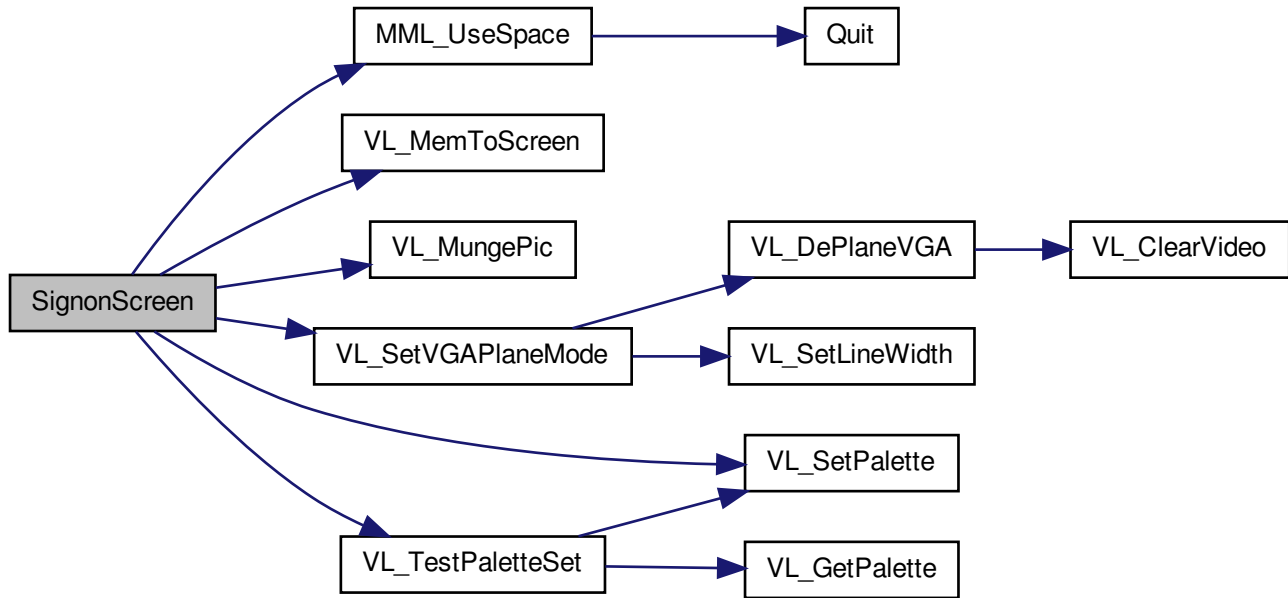 MML_UseSpace
Quit
VL_MemToScreen
VL_MungePic
VL_DePlaneVGA
VL_ClearVideo
SignonScreen
VL_SetVGAPlaneMode
VL_SetLineWidth
VL_SetPalette
VL_TestPaletteSet
VL_GetPalette